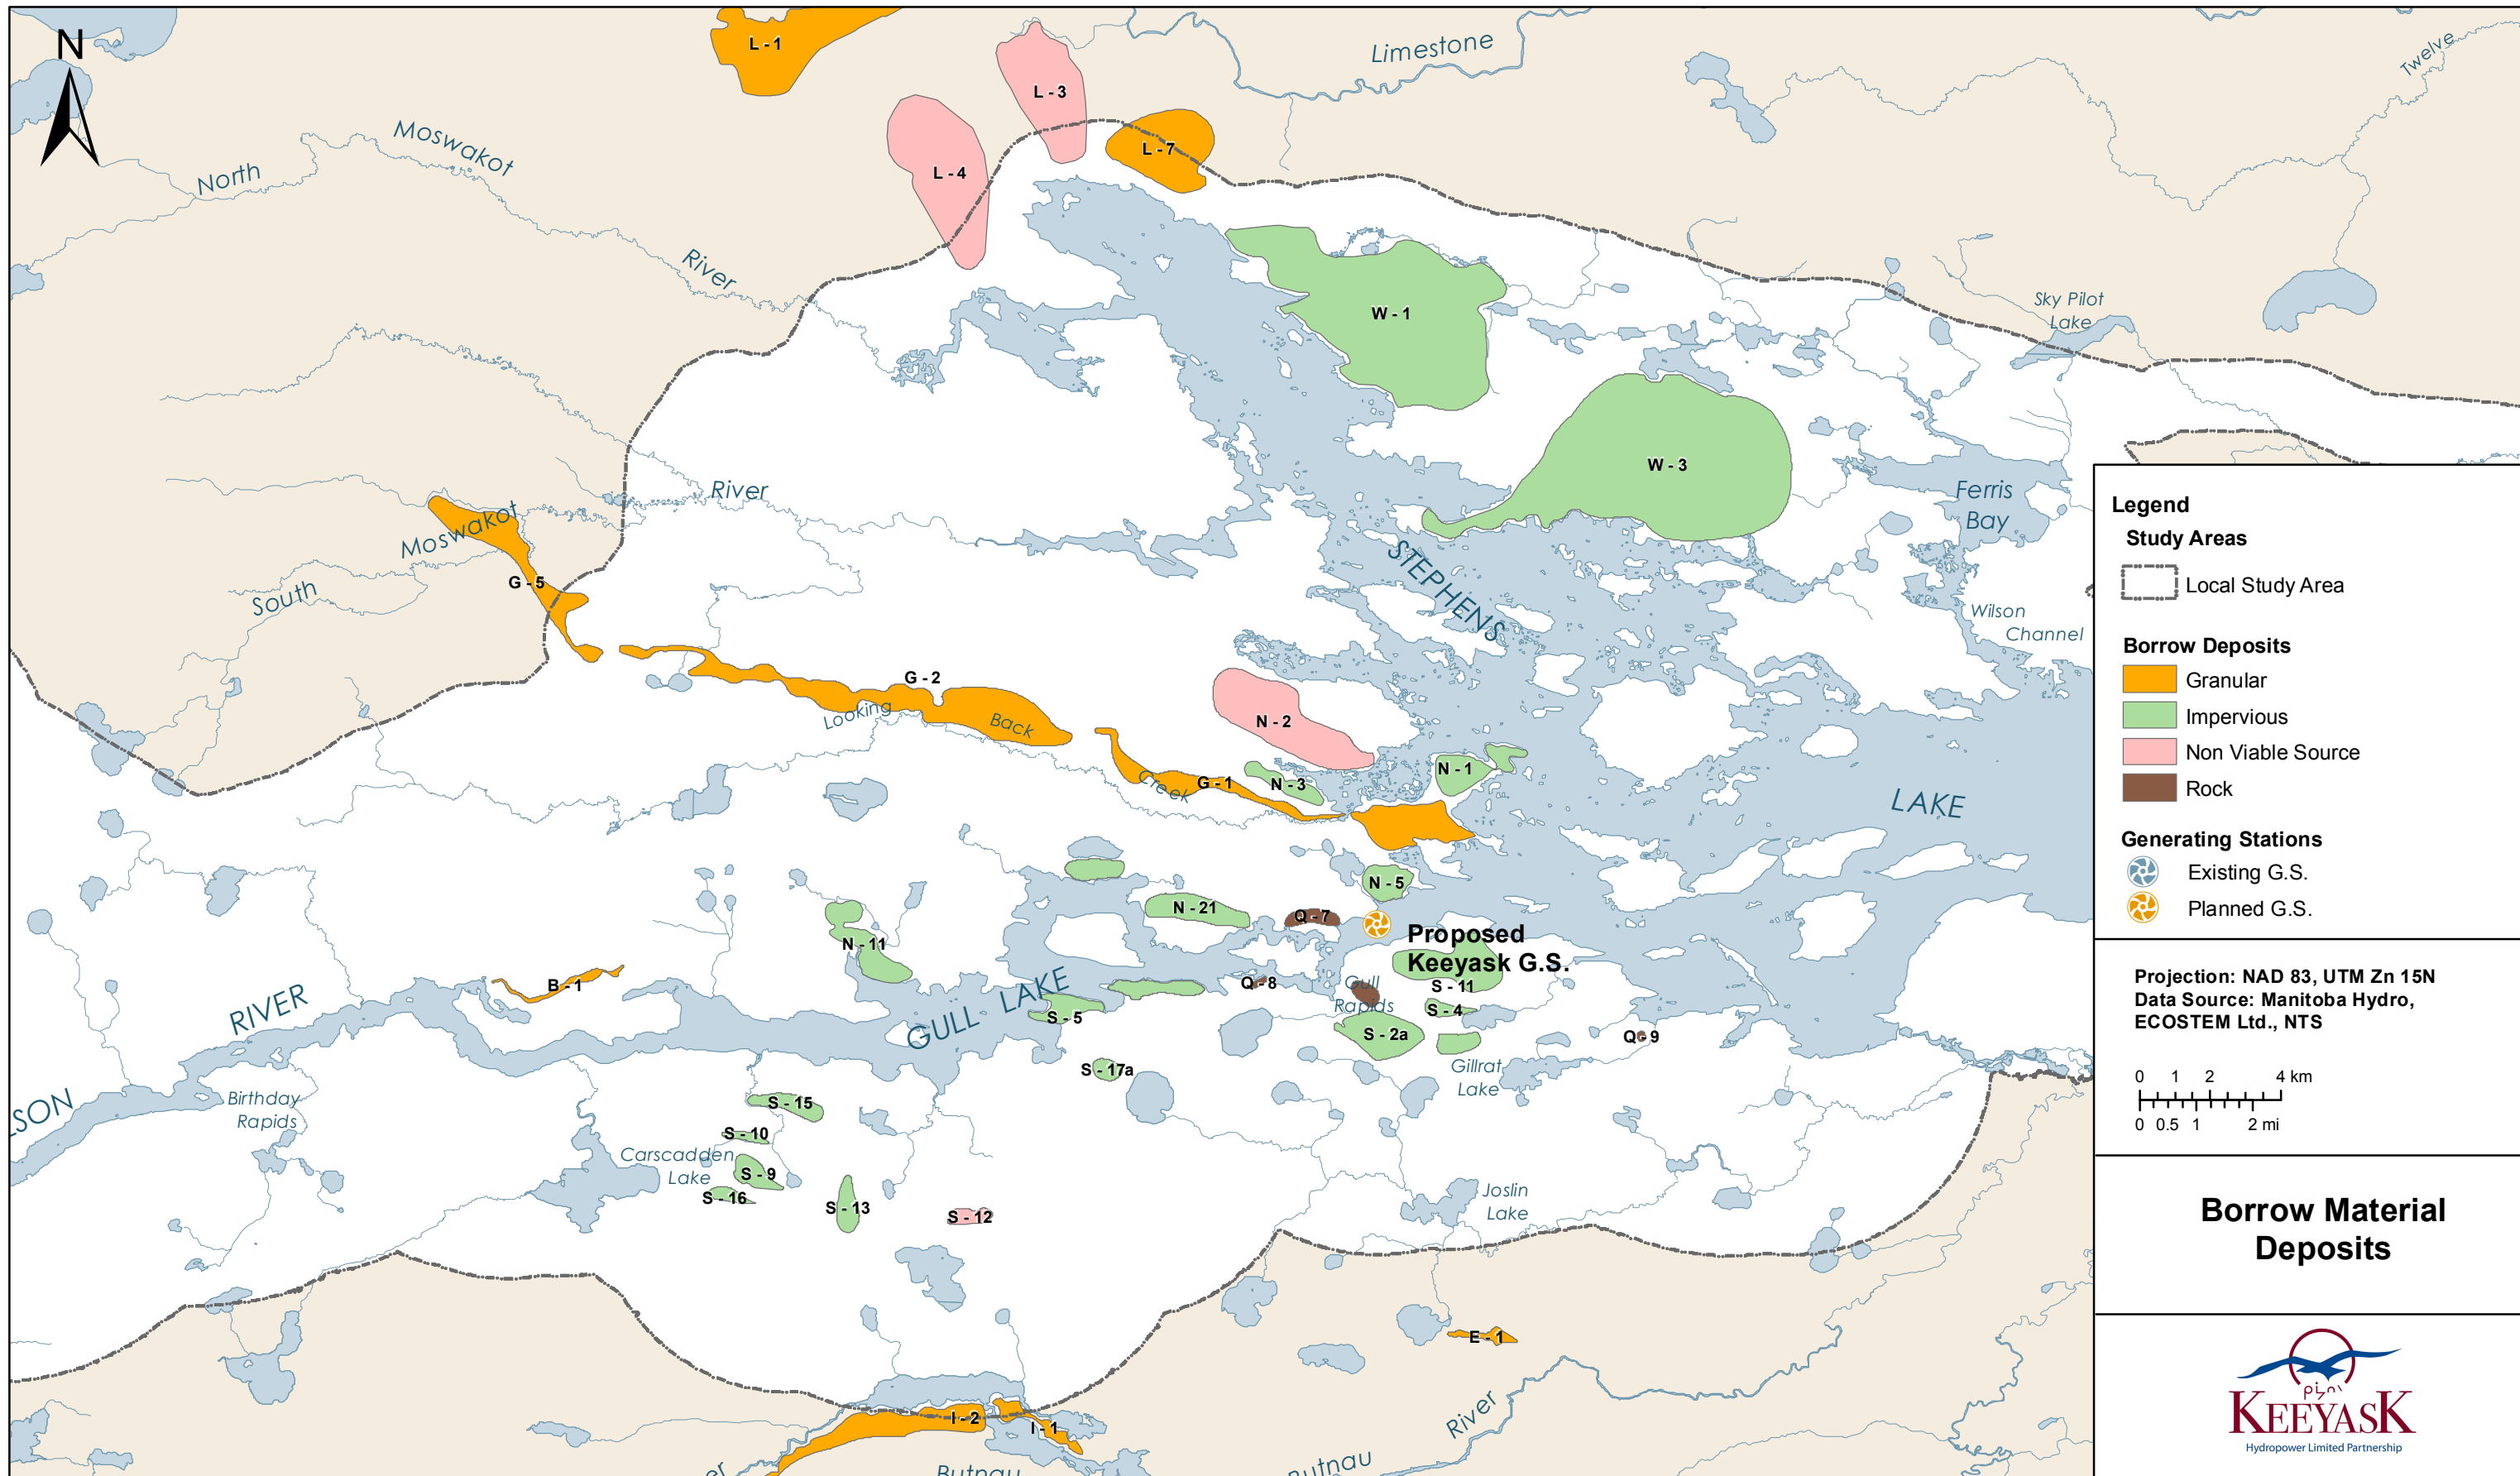 N
L - 1
L - 3
Limestone
Twelve
Moswakot
North
L - 4
L - 7
River
W - 1
Sky Pilot
Lake
W - 3
River
Moswakot
Ferris
Bay
STEPHENS
G - 5
South
Wilson
Channel
G - 2
Looking
Back
N - 2
N - 1
G - 1
N - 3
Creek
LAKE
N - 5
N - 21
Q - 7
Proposed
Keeyask G.S.
N - 11
B - 1
Q - 8
Gull
Rapids
S - 11
RIVER
GULL LAKE
S - 5
S - 4
S - 2a
Q - 9
S - 17a
Gillrat
Lake
Birthday
Rapids
S - 15
S - 10
Carscadden
Lake
S - 9
S - 16
S - 13
S - 12
Joslin
Lake
E - 1
I - 2
I - 1
River
Butnau
Butnau
Legend
Study Areas
Local Study Area
Borrow Deposits
Granular
Impervious
Non Viable Source
Rock
Generating Stations
Existing G.S.
Planned G.S.
Projection: NAD 83, UTM Zn 15N
Data Source: Manitoba Hydro,
ECOSTEM Ltd., NTS
0 1 2 4 km
0 0.5 1 2 mi
Borrow Material
Deposits
KEEYASK
Hydropower Limited Partnership